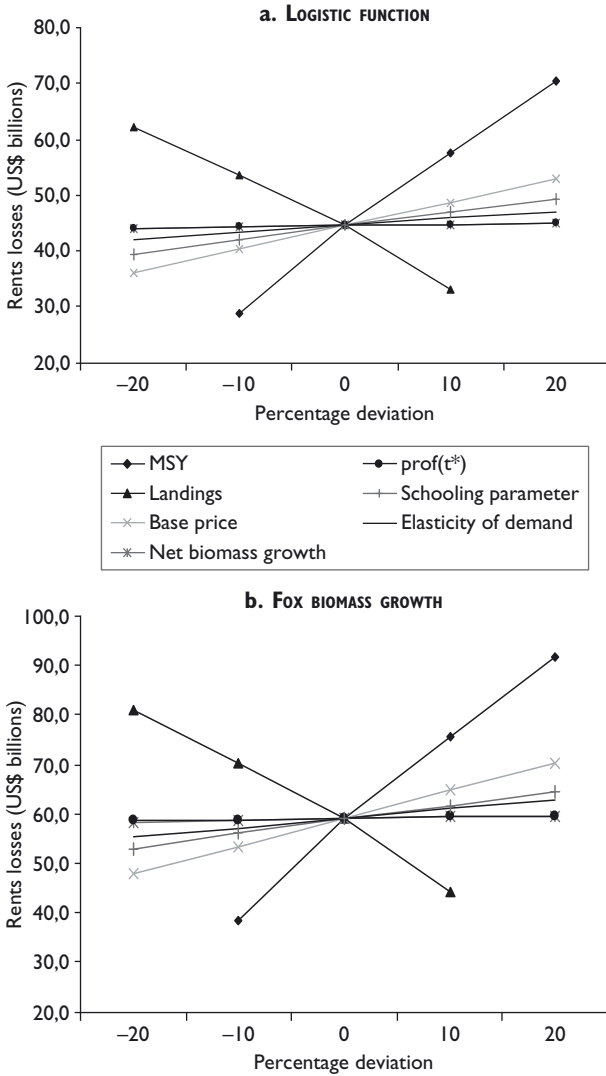 a. LOGISTIC FUNCTION
80,0
70,0
60,0
50,0
40,0
30,0
20,0
Rents losses (US$ billions)
–20 –10 0 10 20
Percentage deviation
MSY prof(t*)
Landings Schooling parameter
Base price Elasticity of demand
Net biomass growth
b. FOX BIOMASS GROWTH
100,0
90,0
80,0
70,0
60,0
50,0
40,0
30,0
20,0
Rents losses (US$ billions)
–20 –10 0 10 20
Percentage deviation